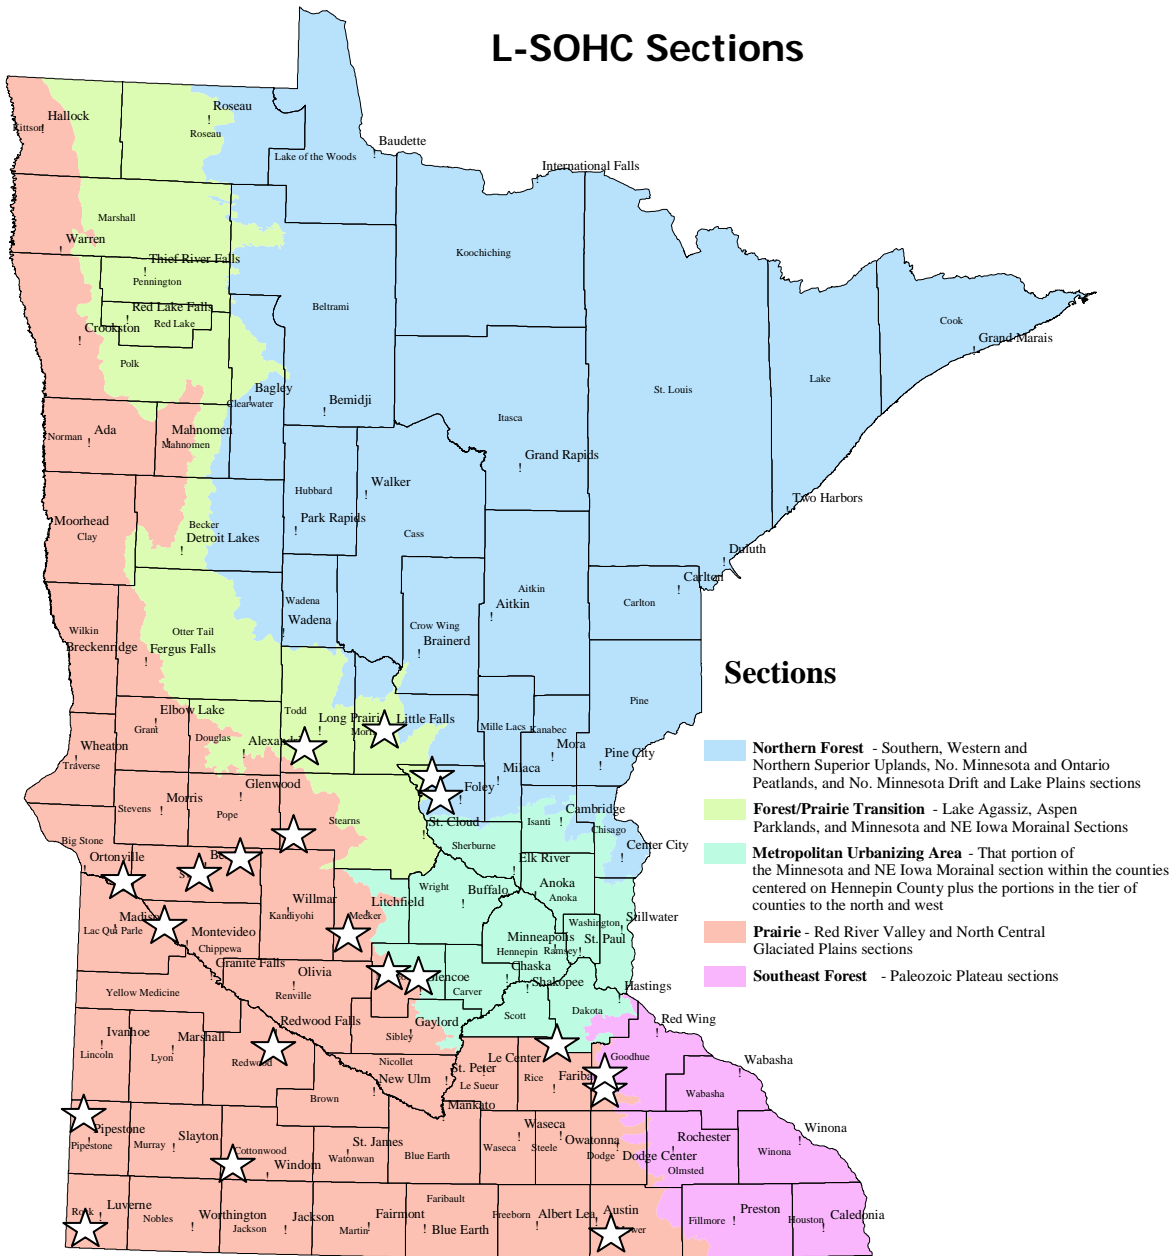 L-SOHC Sections
Roseau
Hallock
Kittson
Roseau
Baudette
Lake of the Woods
International Falls
Marshall
Warren
Koochiching
Thief River Falls
Pennington
Beltrami
Red Lake Falls
Red Lake
Cook
Crookston
Grand Marais
Polk
Lake
St. Louis
Bagley
Clearwater
Bemidji
Itasca
Ada
Mahnomen
Norman
Mahnomen
Grand Rapids
Walker
Hubbard
Two Harbors
Park Rapids
Moorhead
Becker
Clay
Detroit Lakes
Cass
Duluth
Carlton
Aitkin
Wadena
Aitkin
Carlton
Wadena
Crow Wing
Wilkin
Otter Tail
Brainerd
Breckenridge
Fergus Falls
Sections
Pine
Elbow Lake
Todd
Long Prairie
Little Falls
Grant
Douglas
Mille Lacs
Kanabec
Wheaton
Mora
Traverse
Pine City
Milaca
Glenwood
Foley
Morris
Stevens
Pope
Stearns
Cambridge
St. Cloud
Isanti
Chisago
Big Stone
Sherburne
Center City
Ortonville
Elk River
Wright
Buffalo
Anoka
Anoka
Willmar
Litchfield
Kandiyohi
Meeker
Stillwater
Washington
Lac Qui Parle
Montevideo
Minneapolis
St. Paul
Chippewa
Hennepin
Ramsey
Granite Falls
Olivia
Chaska
Shakopee
Yellow Medicine
Renville
Carver
Hastings
Scott
Dakota
Redwood Falls
Gaylord
Red Wing
Ivanhoe
Marshall
Sibley
Lincoln
Lyon
Redwood
Nicollet
St. Peter
Le Center
Goodhue
Wabasha
New Ulm
Le Sueur
Rice
Wabasha
Brown
Mankato
Pipestone
Slayton
St. James
Waseca
Owatonna
Rochester
Winona
Pipestone
Murray
Cottonwood
Watonwan
Blue Earth
Waseca
Steele
Dodge
Dodge Center
Winona
Windom
Olmsted
Luverne
Faribault
Rock
Nobles
Worthington
Jackson
Jackson
Martin
Fairmont
Blue Earth
Freeborn
Albert Lea
Austin
Preston
Fillmore
Houston
Caledonia
Northern Forest - Southern, Western and
Northern Superior Uplands, No. Minnesota and Ontario
Peatlands, and No. Minnesota Drift and Lake Plains sections
Forest/Prairie Transition - Lake Agassiz, Aspen
Parklands, and Minnesota and NE Iowa Morainal Sections
Metropolitan Urbanizing Area - That portion of
the Minnesota and NE Iowa Morainal section within the counties
centered on Hennepin County plus the portions in the tier of
counties to the north and west
Prairie - Red River Valley and North Central
Glaciated Plains sections
Southeast Forest - Paleozoic Plateau sections